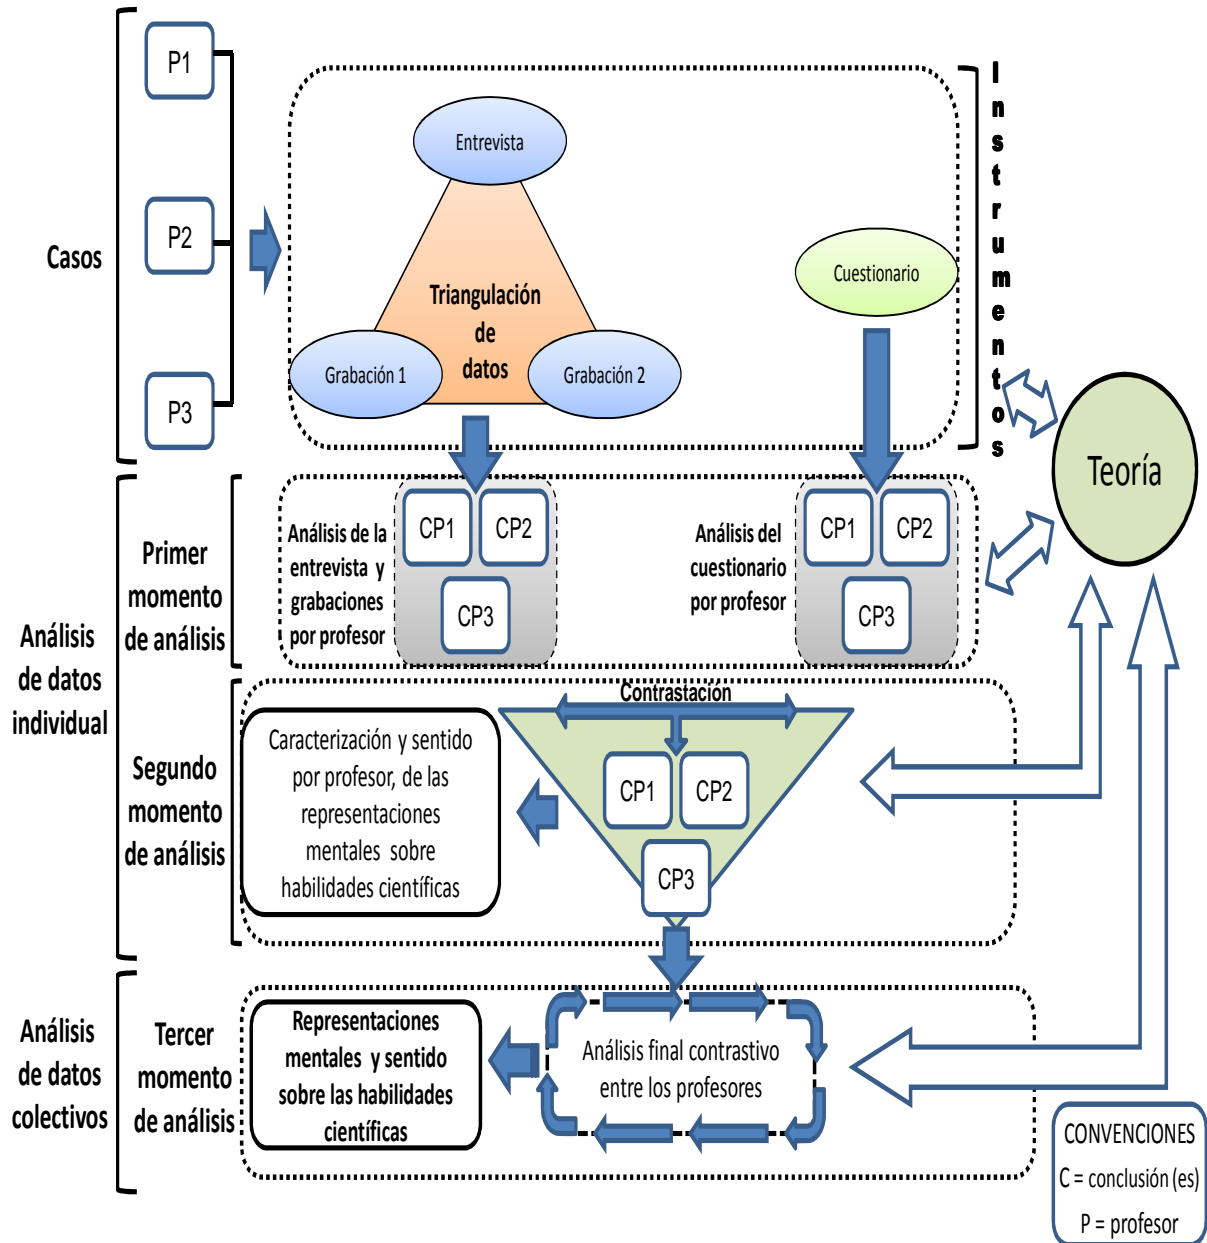 Casos
P1
P2
P3
Entrevista
Triangulación
de
datos
Grabación 1
Grabación 2
Cuestionario
Instrumentos
Teoría
Análisis
de datos
individual
Primer
momento
de análisis
Análisis de la
entrevista y
grabaciones
por profesor
CP1
CP2
CP3
Análisis del
cuestionario
por profesor
CP1
CP2
CP3
Segundo
momento
de análisis
Caracterización y sentido
por profesor, de las
representaciones
mentales sobre
habilidades científicas
Contrastación
CP1
CP2
CP3
Análisis
de datos
colectivos
Tercer
momento
de análisis
Representaciones
mentales y sentido
sobre las habilidades
científicas
Análisis final contrastivo
entre los profesores
CONVENCIONES
C = conclusión (es)
P = profesor